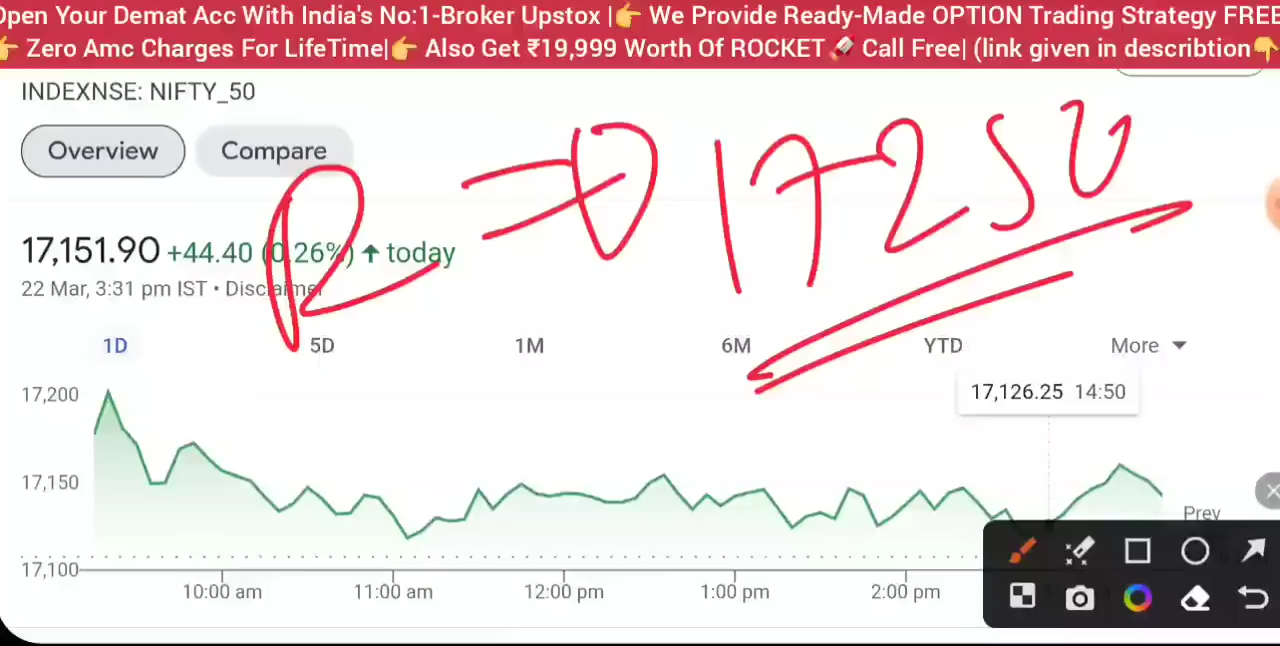 Open Your Demat Acc With India's No:1-Broker Upstox |👉 We Provide Ready-Made OPTION Trading Strategy FREE
👉 Zero Amc Charges For LifeTime|👉 Also Get ₹19,999 Worth Of ROCKET🚀 Call Free| (link given in describtion👇
INDEXNSE: NIFTY_50
Overview Compare
R => 17250
17,151.90 +44.40 (0.26%) ↑ today
22 Mar, 3:31 pm IST • Disclaimer
1D 5D 1M 6M YTD More
17,126.25 14:50
17,200
17,150
Prev
17,100
10:00 am 11:00 am 12:00 pm 1:00 pm 2:00 pm